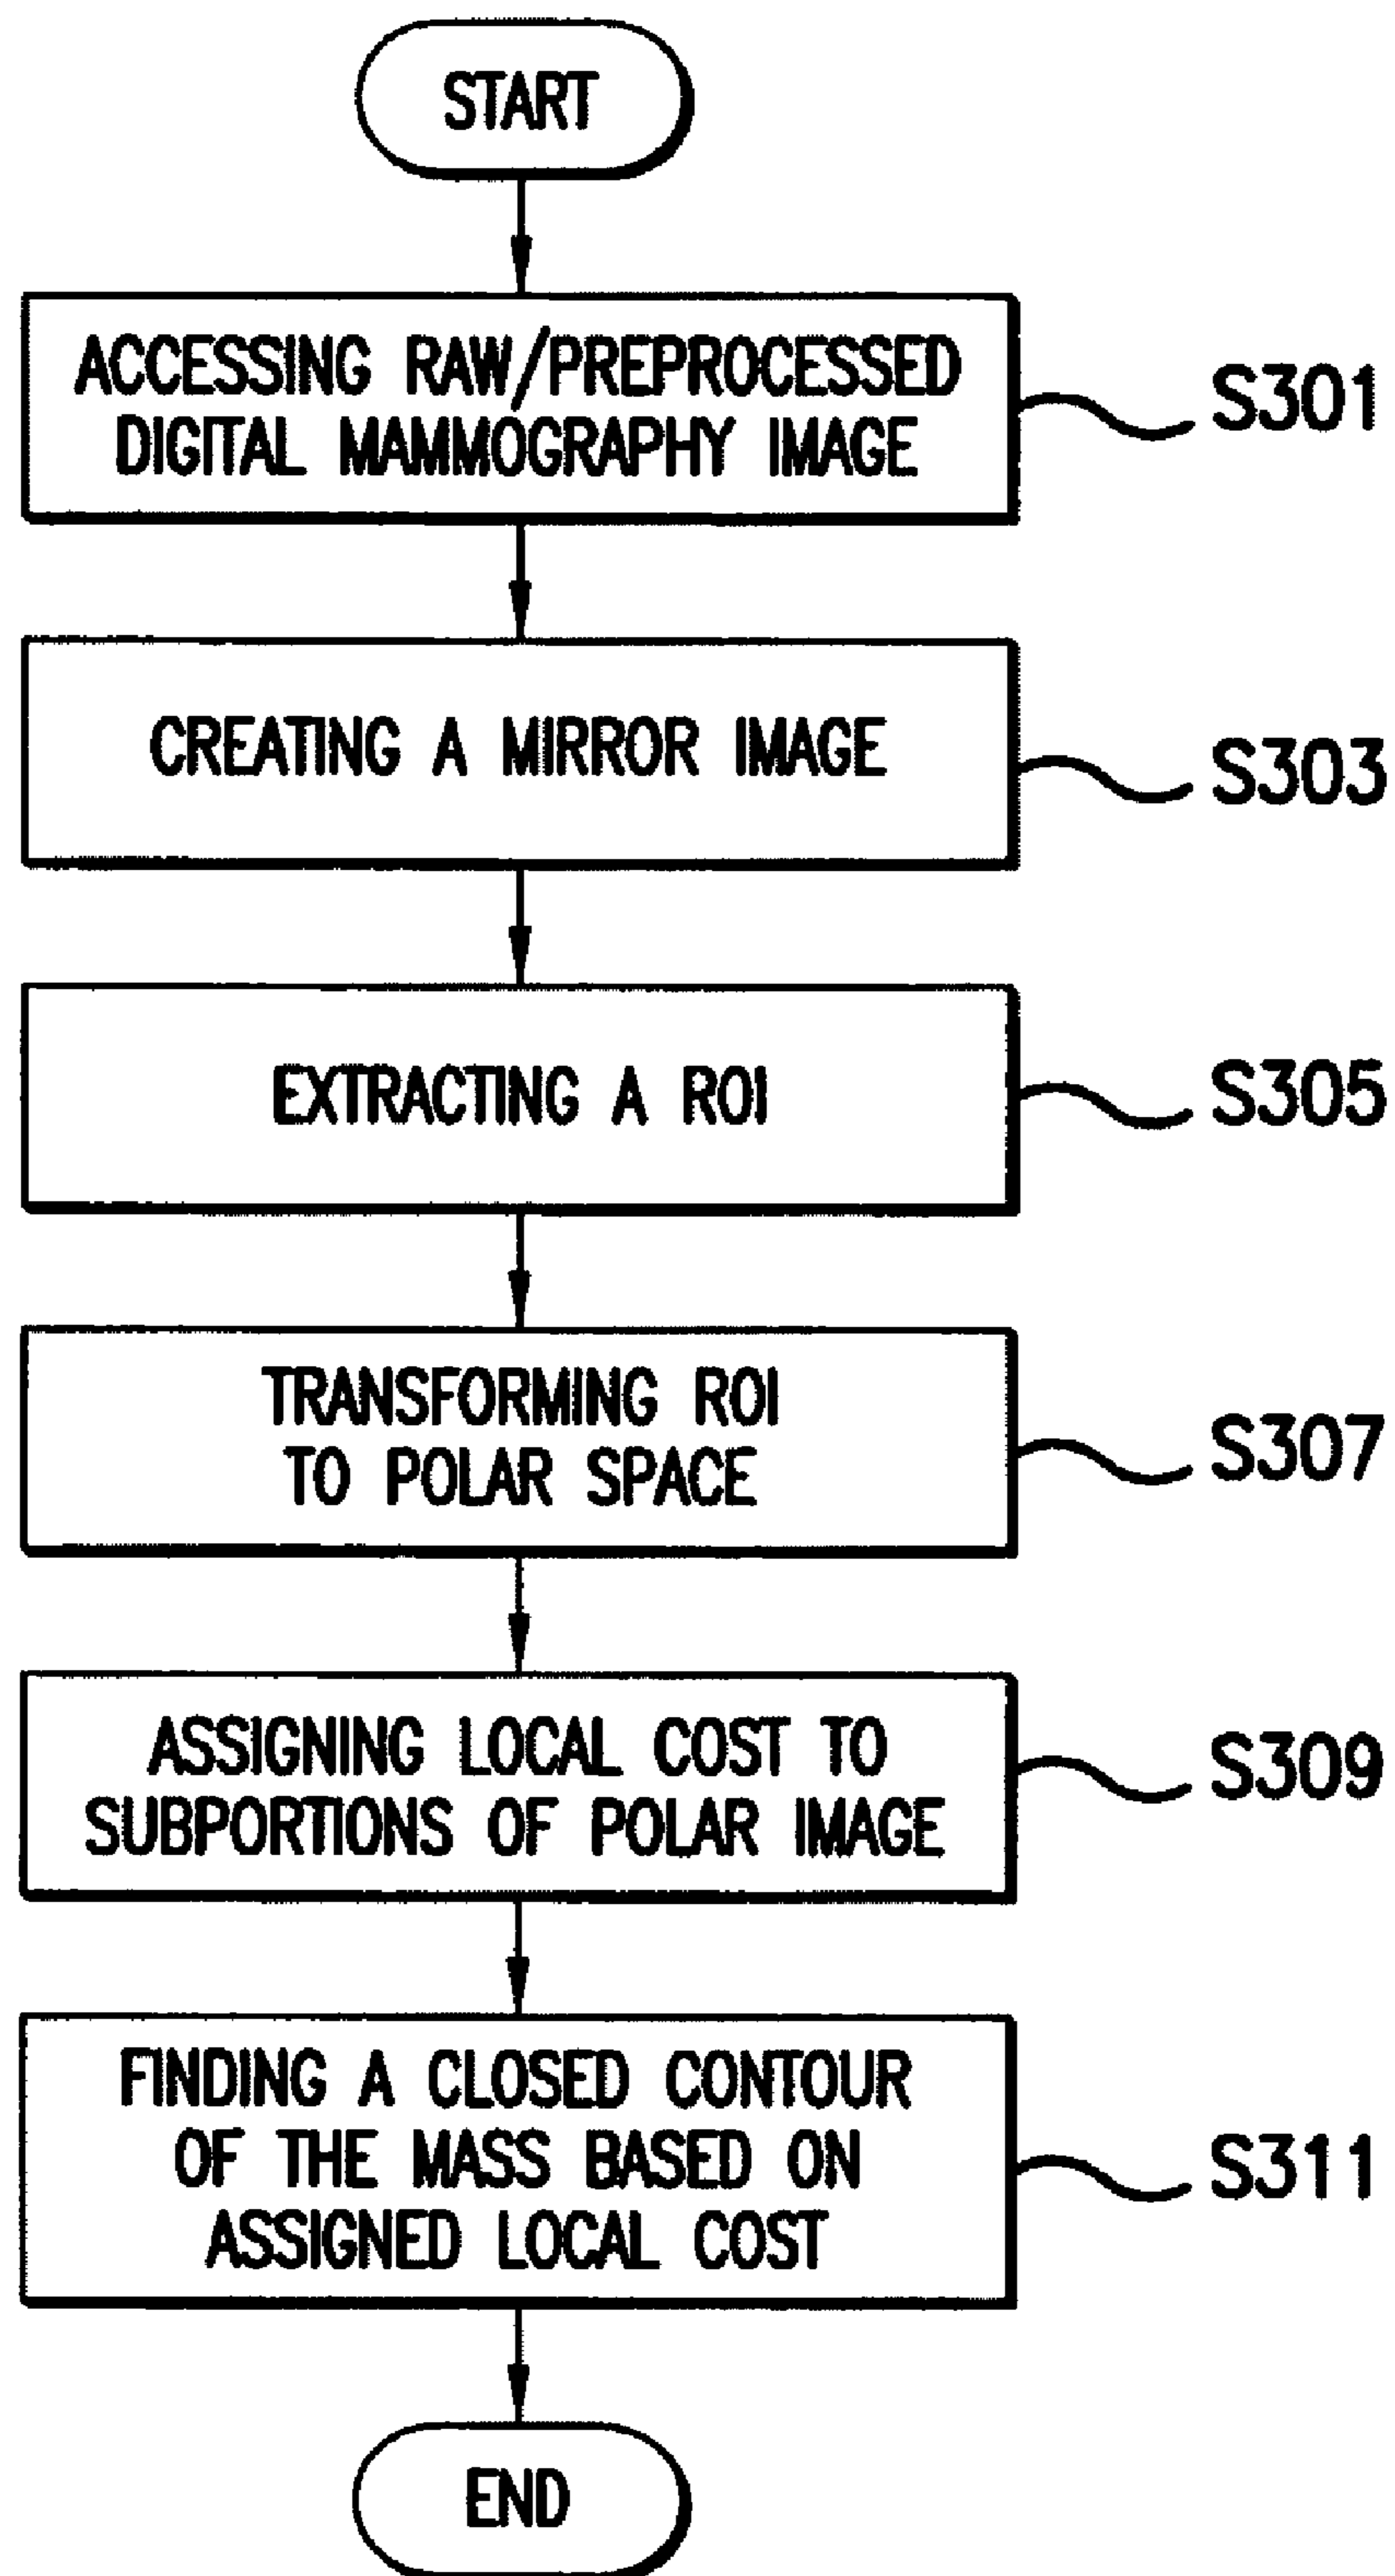 START
ACCESSING RAW/PREPROCESSED
DIGITAL MAMMOGRAPHY IMAGE
S301
CREATING A MIRROR IMAGE
S303
EXTRACTING A ROI
S305
TRANSFORMING ROI
TO POLAR SPACE
S307
ASSIGNING LOCAL COST TO
SUBPORTIONS OF POLAR IMAGE
S309
FINDING A CLOSED CONTOUR
OF THE MASS BASED ON
ASSIGNED LOCAL COST
S311
END